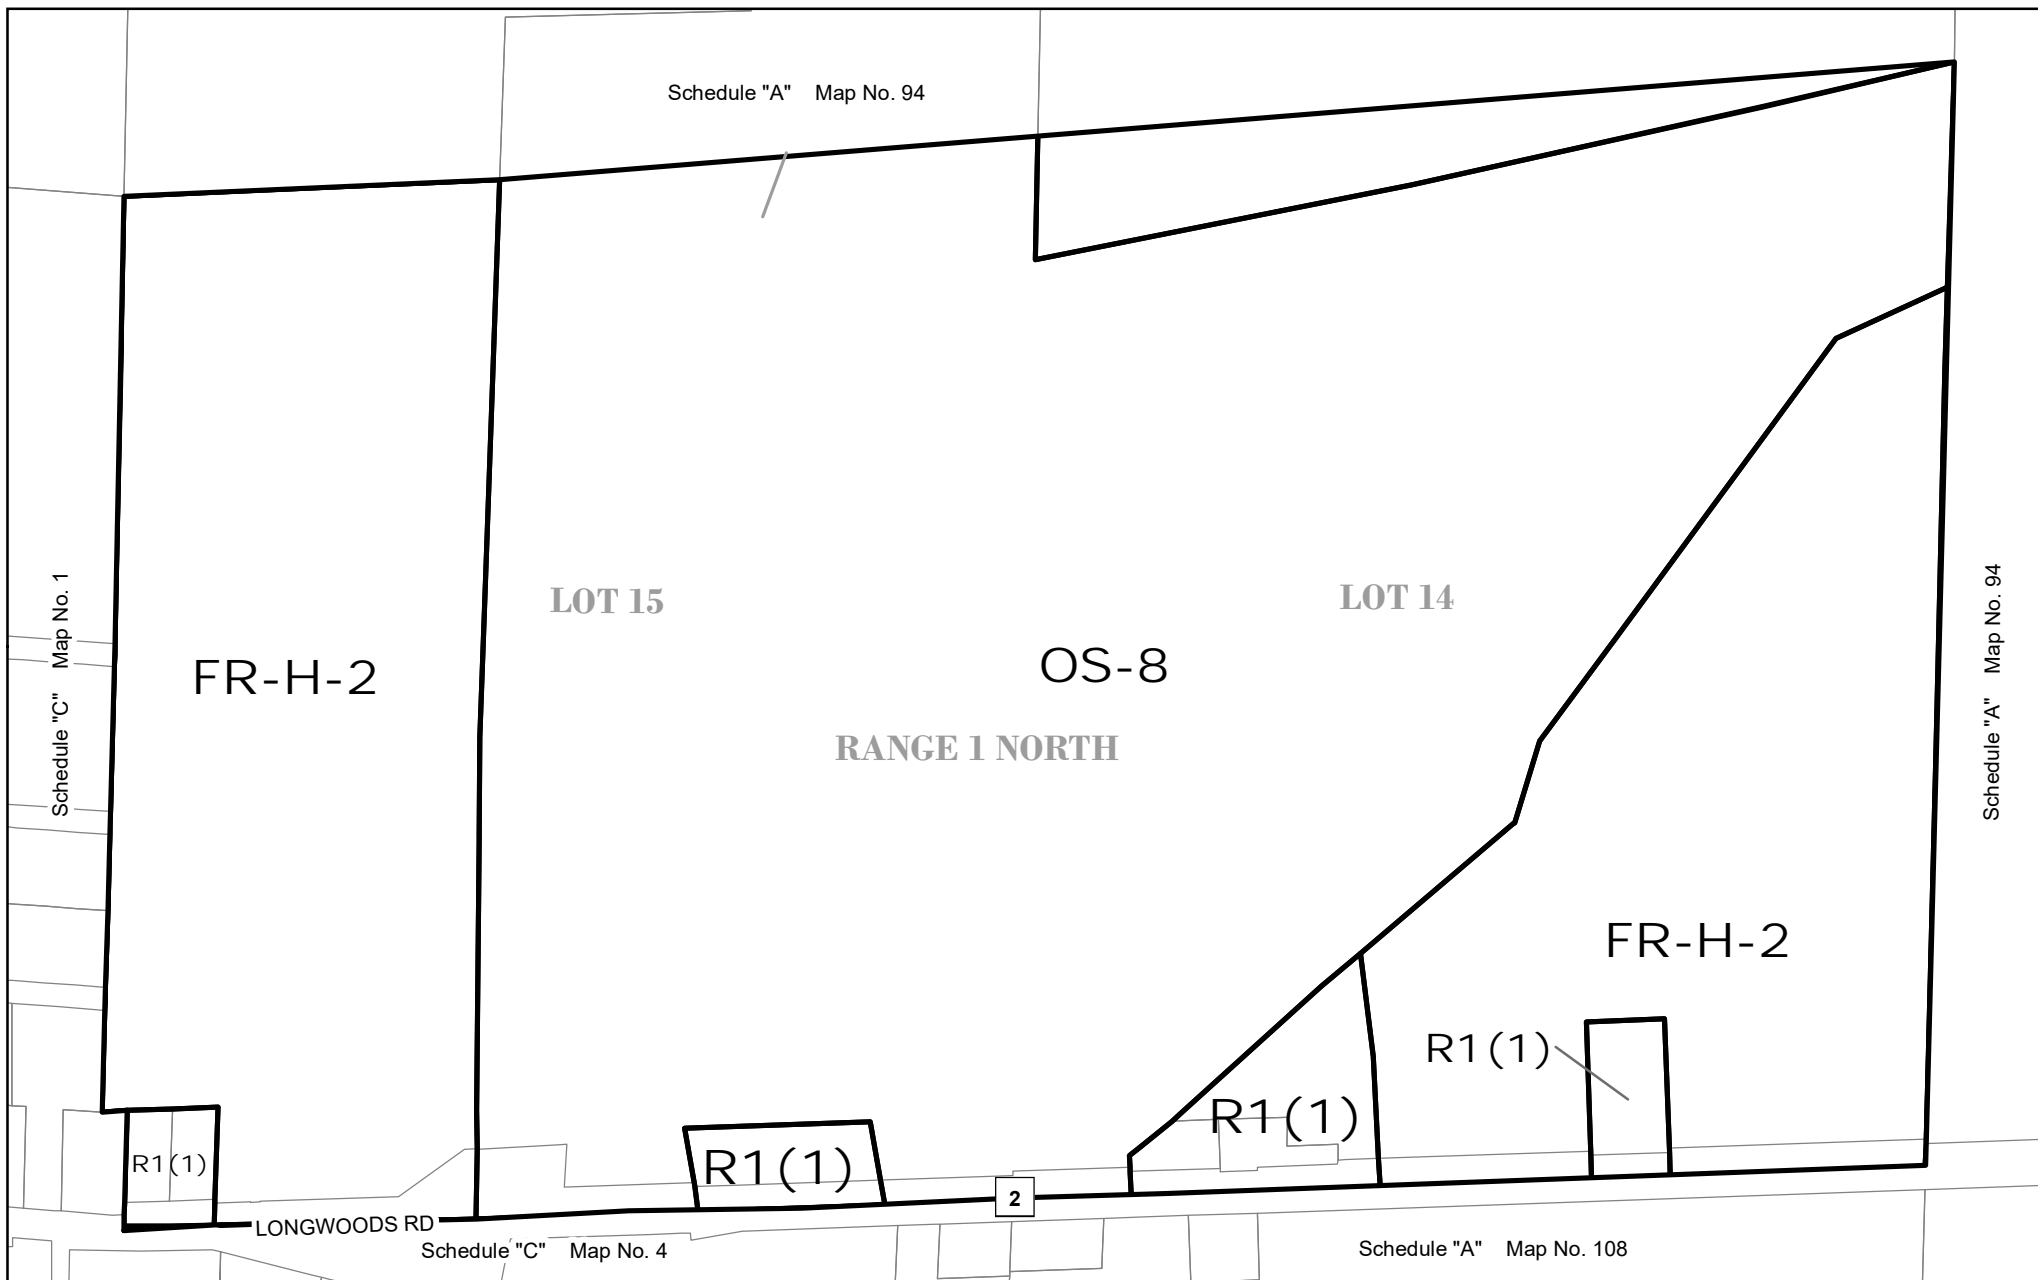 Schedule "A" Map No. 94
Schedule "C" Map No. 1
LOT 15
LOT 14
Schedule "A" Map No. 94
FR-H-2
OS-8
RANGE 1 NORTH
FR-H-2
R1(1)
R1(1)
R1(1)
R1(1)
2
LONGWOODS RD
Schedule "C" Map No. 4
Schedule "A" Map No. 108